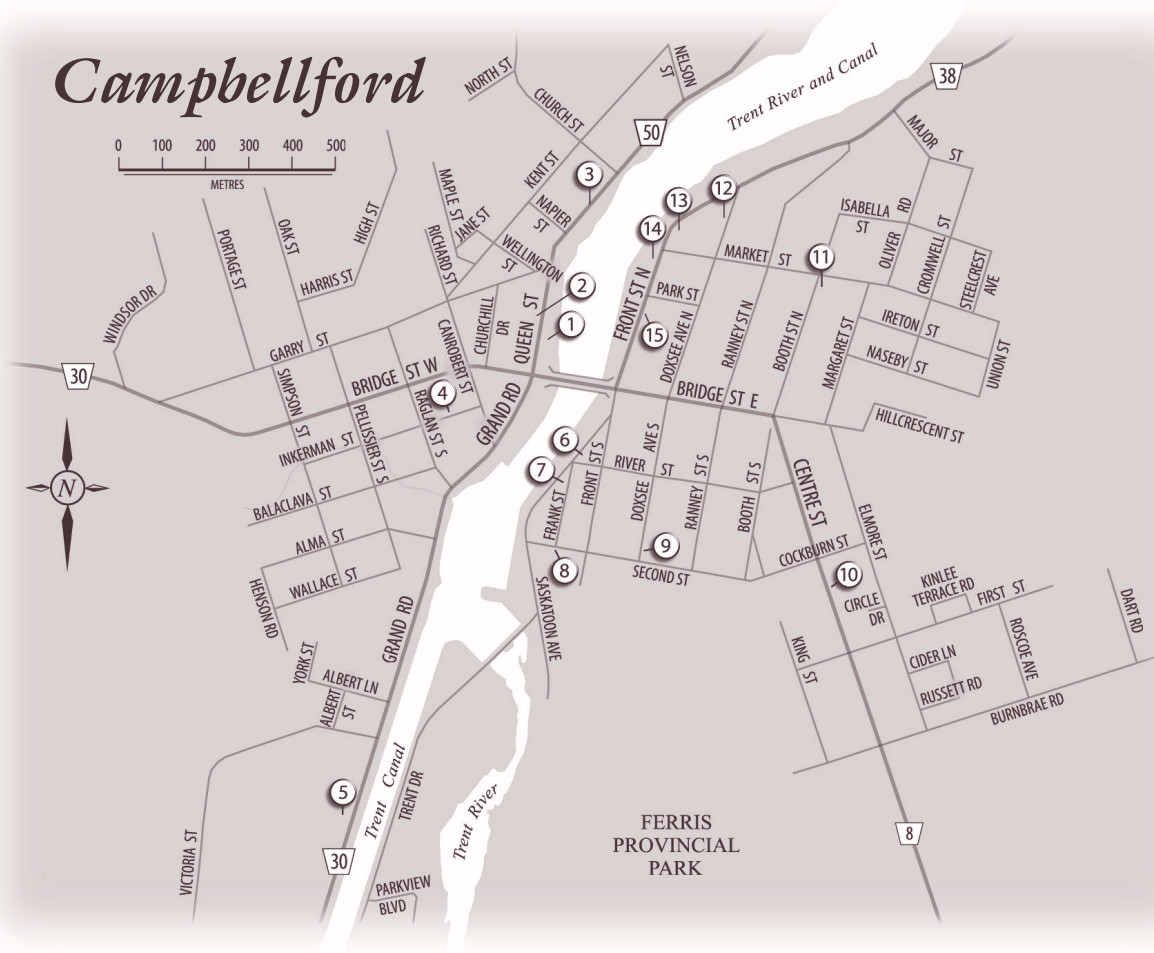 Campbellford
0 100 200 300 400 500
METRES
NORTH ST
NELSON ST
CHURCH ST
Trent River and Canal
38
50
MAJOR ST
KENT ST
3
NAPIER ST
MAPLE ST
JANE ST
RICHARD ST
WELLINGTON ST
HIGH ST
OAK ST
PORTAGE ST
HARRIS ST
WINDSOR DR
12
13
14
ISABELLA ST
OLIVER RD
CROMWELL ST
STEELCREST AVE
MARKET ST
11
2
1
QUEEN ST
CHURCHILL DR
FRONT ST N
PARK ST
15
DOXSEE AVE N
RANNEY ST N
BOOTH ST N
MARGARET ST
IRETON ST
NASEBY ST
UNION ST
GARRY ST
CANROBERT ST
30
SIMPSON ST
BRIDGE ST W
4
BRIDGE ST E
HILLCRESCENT ST
GRAND RD
RAGLAN ST S
PELLISSIER ST S
INKERMAN ST
6
7
FRONT ST S
RIVER ST
DOXSEE AVE S
RANNEY ST S
BOOTH ST S
CENTRE ST
ELMORE ST
N
BALACLAVA ST
ALMA ST
FRANK ST
8
9
SECOND ST
COCKBURN ST
10
CIRCLE DR
WALLACE ST
HENSON RD
SASKATOON AVE
KINLEE TERRACE RD
FIRST ST
DART RD
ROSCOE AVE
KING ST
CIDER LN
RUSSETT RD
BURNBRAE RD
GRAND RD
YORK ST
ALBERT LN
ALBERT ST
5
Trent Canal
TRENT DR
Trent River
FERRIS
PROVINCIAL
PARK
8
VICTORIA ST
30
PARKVIEW
BLVD